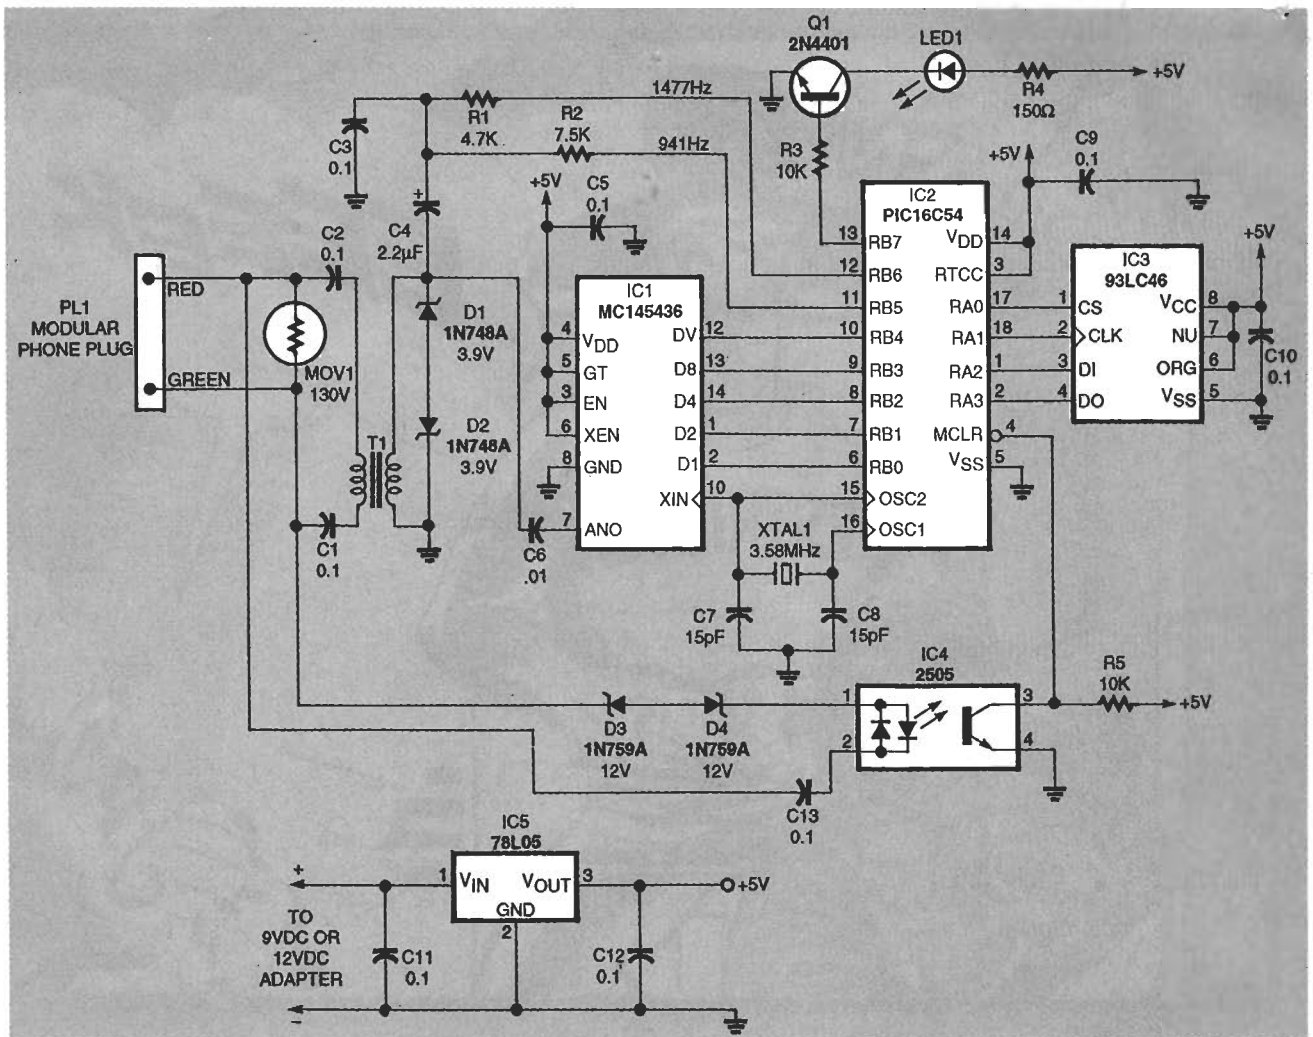 Q1
2N4401
LED1
+5V
R4
150Ω
1477Hz
R1
4.7K
R2
7.5K
941Hz
C3
0.1
R3
10K
+5V
C9
0.1
+5V
C5
0.1
C4
+
2.2µF
C2
0.1
PL1
MODULAR
PHONE PLUG
RED
GREEN
MOV1
130V
D1
1N748A
3.9V
D2
1N748A
3.9V
T1
C1
0.1
C6
.01
IC1
MC145436
4 VDD
5 GT
3 EN
6 XEN
8 GND
7 ANO
DV 12
D8 13
D4 14
D2 1
D1 2
XIN 10
IC2
PIC16C54
13 RB7
12 RB6
11 RB5
10 RB4
9 RB3
8 RB2
7 RB1
6 RB0
15 OSC2
16 OSC1
VDD 14
RTCC 3
RA0 17
RA1 18
RA2 1
RA3 2
MCLR 4
VSS 5
+5V
IC3
93LC46
1 CS
2 CLK
3 DI
4 DO
VCC 8
NU 7
ORG 6
VSS 5
C10
0.1
XTAL1
3.58MHz
C7
15pF
C8
15pF
IC4
2505
1
2
3
4
R5
10K
+5V
D3
1N759A
12V
D4
1N759A
12V
C13
0.1
IC5
78L05
1 VIN
VOUT 3
GND
2
+5V
+
TO
9VDC OR
12VDC
ADAPTER
–
C11
0.1
C12
0.1